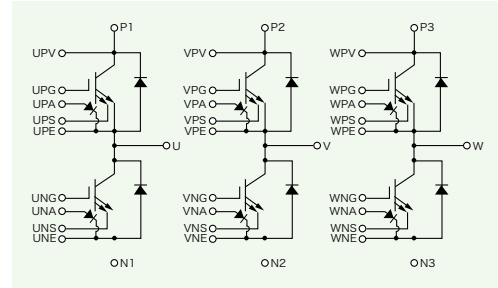 P1 P2 P3
UPV VPV WPV
UPG VPG WPG
UPA VPA WPA
UPS VPS WPS
UPE VPE WPE
U V W
UNG VNG WNG
UNA VNA WNA
UNS VNS WNS
UNE VNE WNE
N1 N2 N3